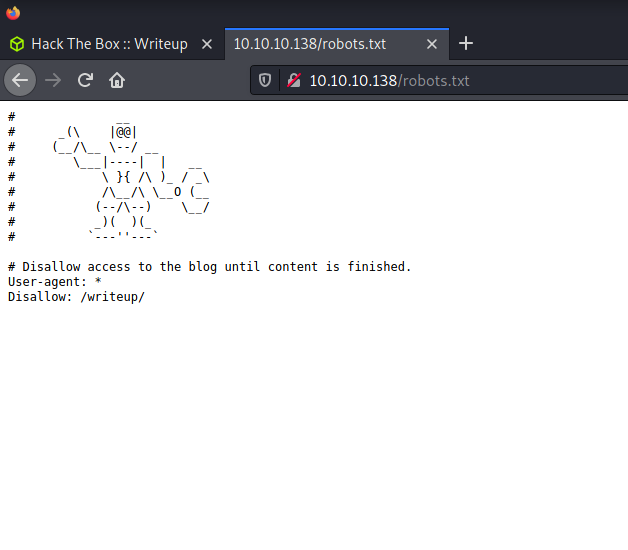 Hack The Box :: Writeup
10.10.10.138/robots.txt
10.10.10.138/robots.txt
#              __
#      _(\    |@@|
#     (__/\__ \--/ __
#        \___|----|  |   __
#            \ }{ /\ )_ / _\
#            /\__/\ \__O (__
#           (--/\--)    \__/
#           _)(  )(_
#          `---''---`
# Disallow access to the blog until content is finished.
User-agent: *
Disallow: /writeup/